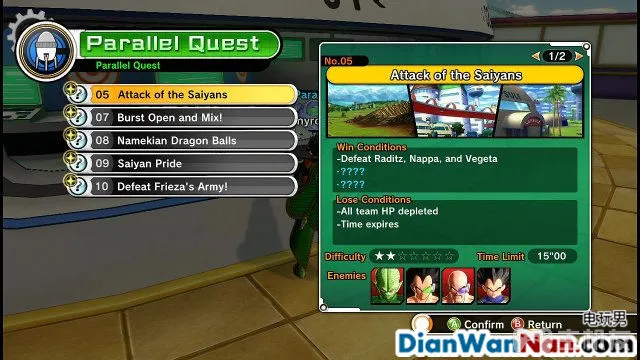 Parallel Quest
Parallel Quest
05 Attack of the Saiyans
07 Burst Open and Mix!
08 Namekian Dragon Balls
09 Saiyan Pride
10 Defeat Frieza's Army!
No.05
1/2
Attack of the Saiyans
Win Conditions
-Defeat Raditz, Nappa, and Vegeta
-????
-????
Lose Conditions
-All team HP depleted
-Time expires
Difficulty ★★☆☆☆☆☆
Time Limit 15"00
Enemies
A Confirm B Return
电玩男
DianWanNan.com